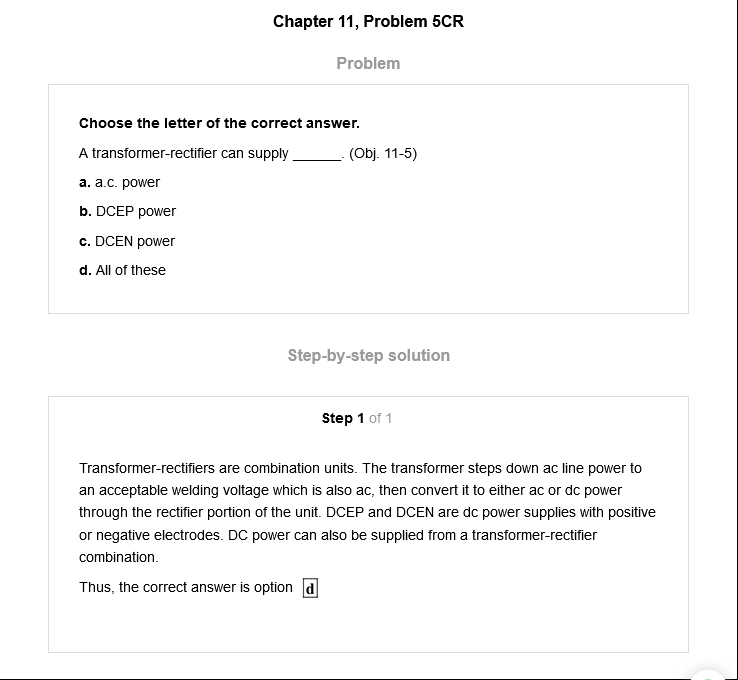 Chapter 11, Problem 5CR
Problem
Choose the letter of the correct answer.
A transformer-rectifier can supply ______. (Obj. 11-5)
a. a.c. power
b. DCEP power
c. DCEN power
d. All of these
Step-by-step solution
Step 1 of 1
Transformer-rectifiers are combination units. The transformer steps down ac line power to
an acceptable welding voltage which is also ac, then convert it to either ac or dc power
through the rectifier portion of the unit. DCEP and DCEN are dc power supplies with positive
or negative electrodes. DC power can also be supplied from a transformer-rectifier
combination.
Thus, the correct answer is option d